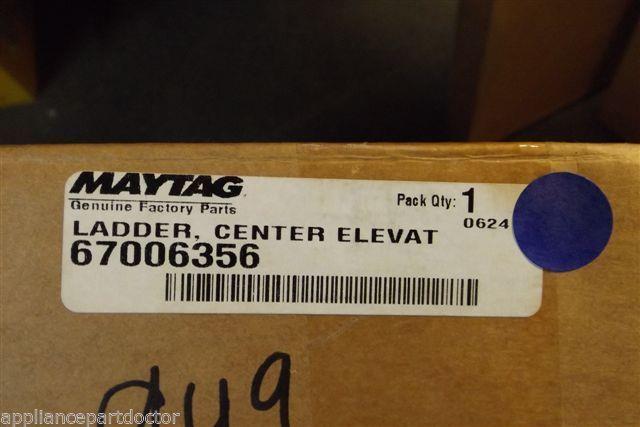 MAYTAG Pack Qty: 1
Genuine Factory Parts 0624
LADDER, CENTER ELEVAT
67006356
appliancepartdoctor